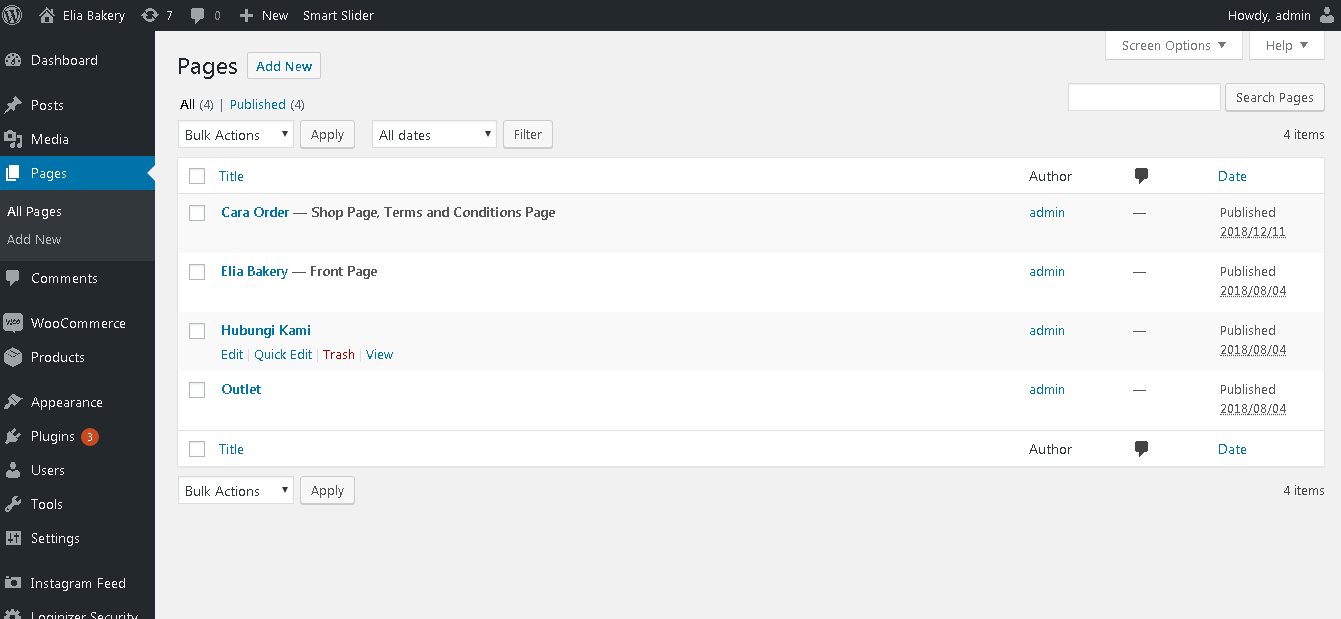 Elia Bakery 7 0 New Smart Slider Howdy, admin
Dashboard
Posts
Media
Pages
All Pages
Add New
Comments
WooCommerce
Products
Appearance
Plugins 3
Users
Tools
Settings
Instagram Feed
Loginizer Security
Screen Options ▼ Help ▼
Pages Add New
All (4) | Published (4)
Search Pages
Bulk Actions Apply All dates Filter 4 items
Title Author Date
Cara Order — Shop Page, Terms and Conditions Page admin — Published
2018/12/11
Elia Bakery — Front Page admin — Published
2018/08/04
Hubungi Kami admin — Published
Edit | Quick Edit | Trash | View 2018/08/04
Outlet admin — Published
2018/08/04
Title Author Date
Bulk Actions Apply 4 items